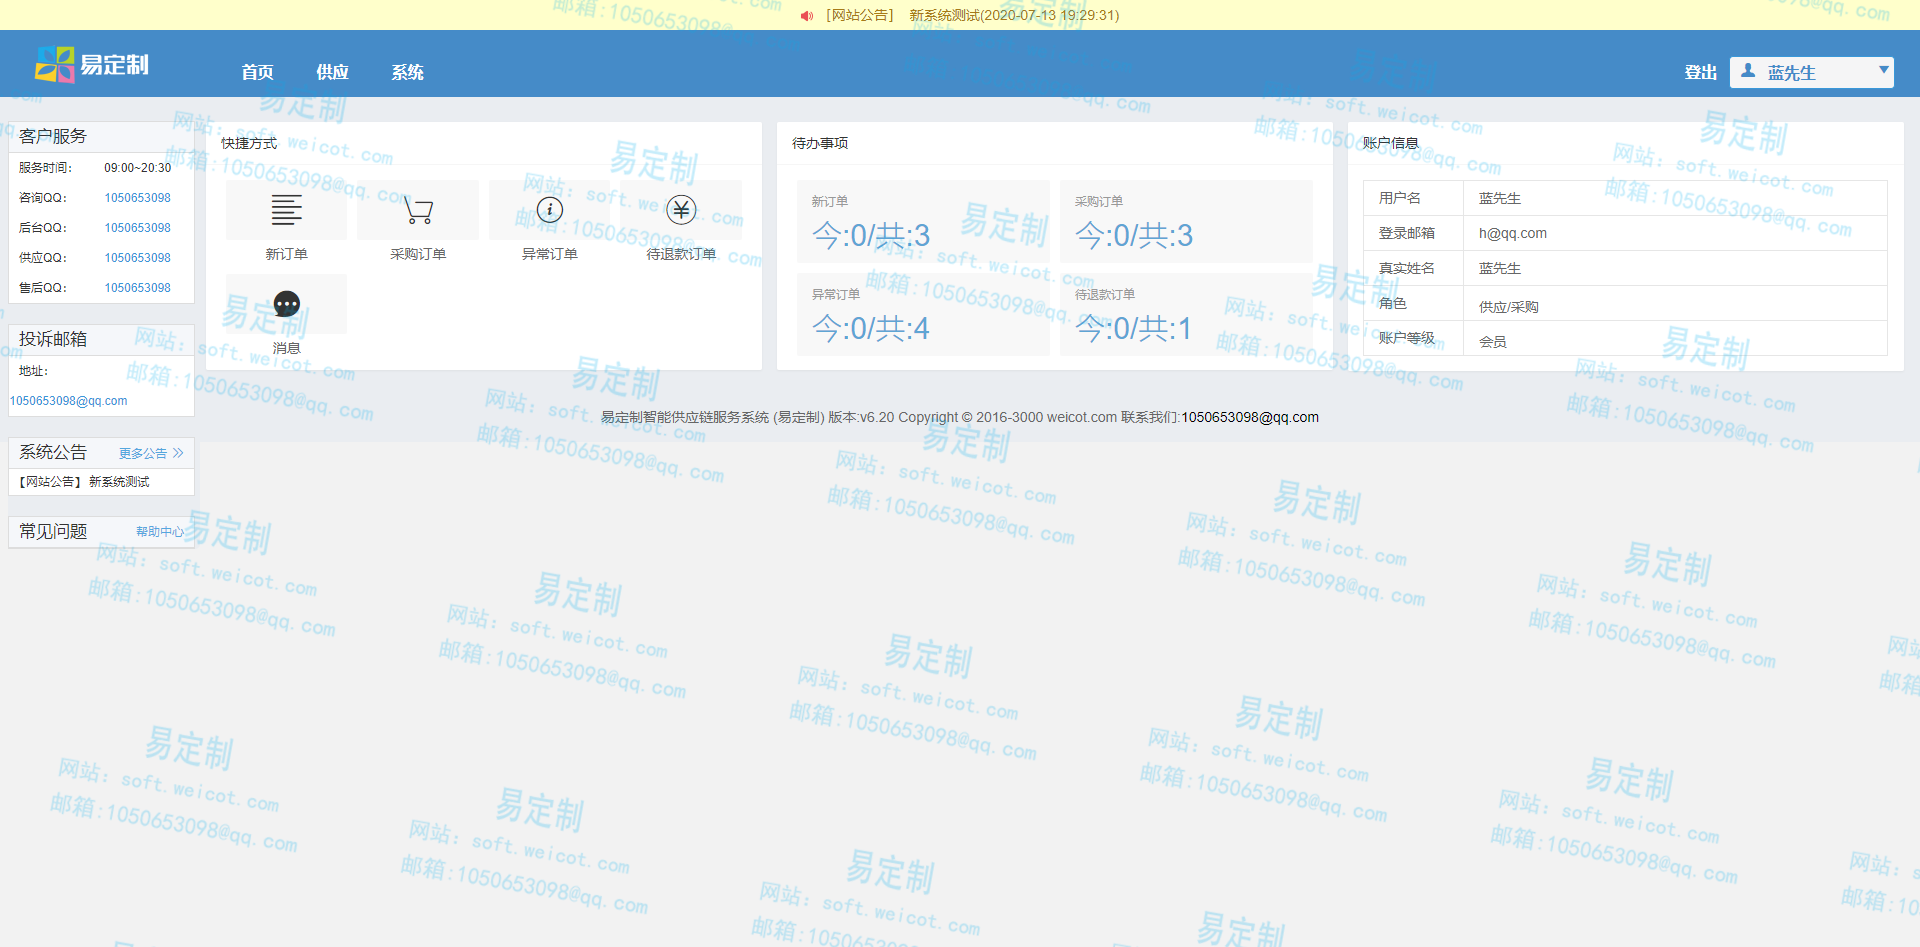 [网站公告] 新系统测试(2020-07-13 19:29:31)
易定制
首页 供应 系统
登出 蓝先生
客户服务
服务时间: 09:00~20:30
咨询QQ: 1050653098
后台QQ: 1050653098
供应QQ: 1050653098
售后QQ: 1050653098
投诉邮箱
地址:
1050653098@qq.com
系统公告 更多公告
【网站公告】新系统测试
常见问题 帮助中心
快捷方式
新订单 采购订单 异常订单 待退款订单
消息
待办事项
新订单
今:0/共:3
采购订单
今:0/共:3
异常订单
今:0/共:4
待退款订单
今:0/共:1
账户信息
用户名 蓝先生
登录邮箱 h@qq.com
真实姓名 蓝先生
角色 供应/采购
账户等级 会员
易定制智能供应链服务系统 (易定制) 版本:v6.20 Copyright © 2016-3000 weicot.com 联系我们:1050653098@qq.com
易定制
网站: soft.weicot.com
邮箱:1050653098@qq.com